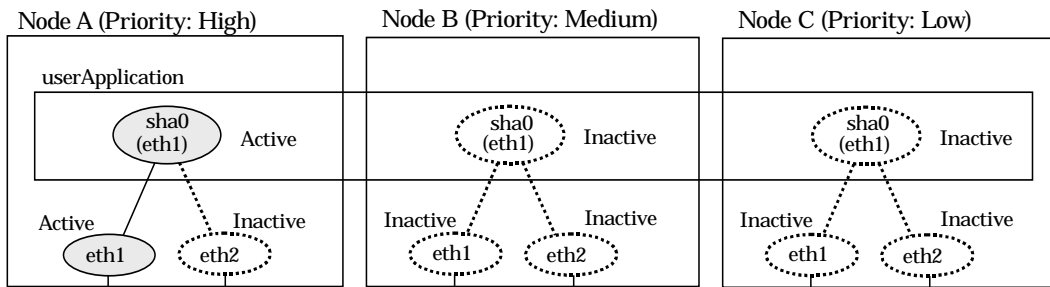 Node A (Priority: High)
Node B (Priority: Medium)
Node C (Priority: Low)
userApplication
sha0
(eth1)
Active
sha0
(eth1)
Inactive
sha0
(eth1)
Inactive
Active
Inactive
Inactive
Inactive
Inactive
Inactive
eth1
eth2
eth1
eth2
eth1
eth2